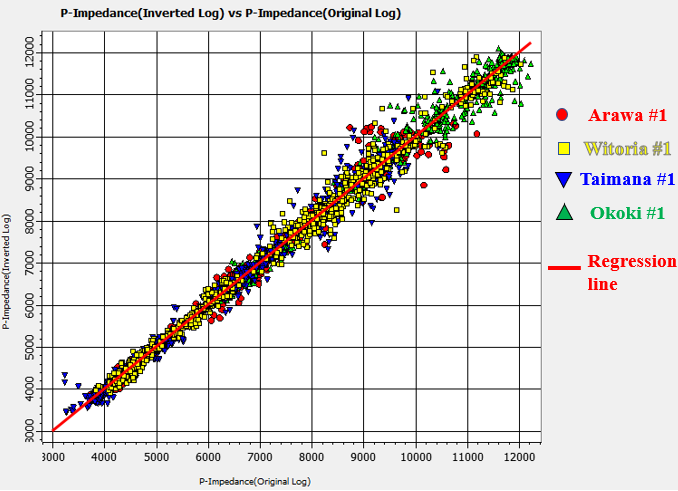 P-Impedance(Inverted Log) vs P-Impedance(Original Log)
12000
11000
10000
9000
8000
7000
6000
5000
4000
3000
P-Impedance(Inverted Log)
3000 4000 5000 6000 7000 8000 9000 10000 11000 12000
P-Impedance(Original Log)
Arawa #1
Witoria #1
Taimana #1
Okoki #1
Regression
line